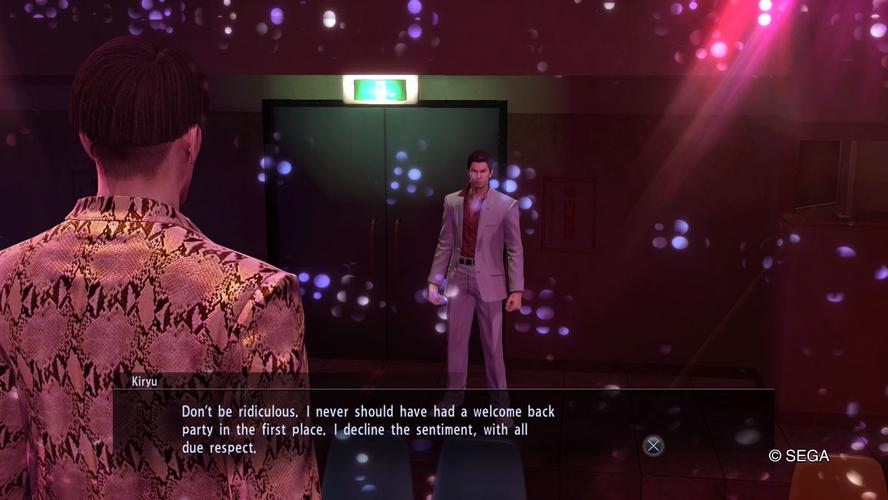 Kiryu
Don't be ridiculous. I never should have had a welcome back
party in the first place. I decline the sentiment, with all
due respect.
© SEGA